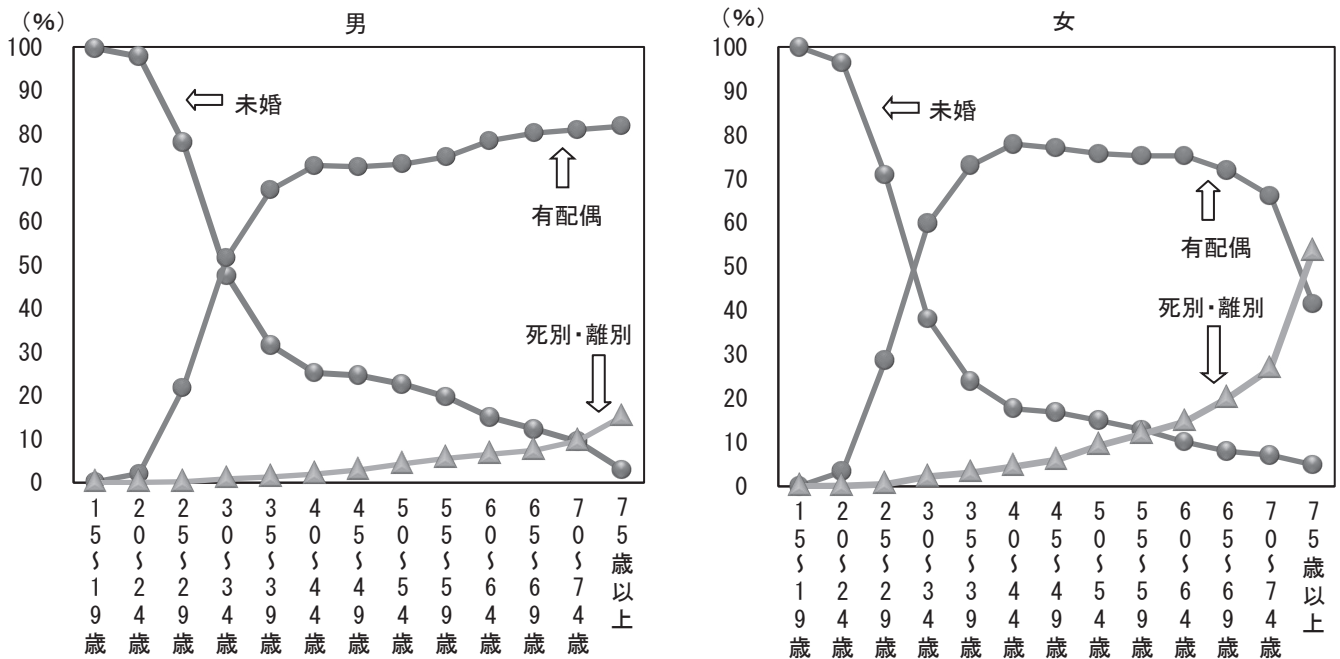 (%)
男
100
90
80
70
60
50
40
30
20
10
0
未婚
有配偶
死別・離別
15~19歳
20~24歳
25~29歳
30~34歳
35~39歳
40~44歳
45~49歳
50~54歳
55~59歳
60~64歳
65~69歳
70~74歳
75歳以上
(%)
女
100
90
80
70
60
50
40
30
20
10
0
未婚
有配偶
死別・離別
15~19歳
20~24歳
25~29歳
30~34歳
35~39歳
40~44歳
45~49歳
50~54歳
55~59歳
60~64歳
65~69歳
70~74歳
75歳以上